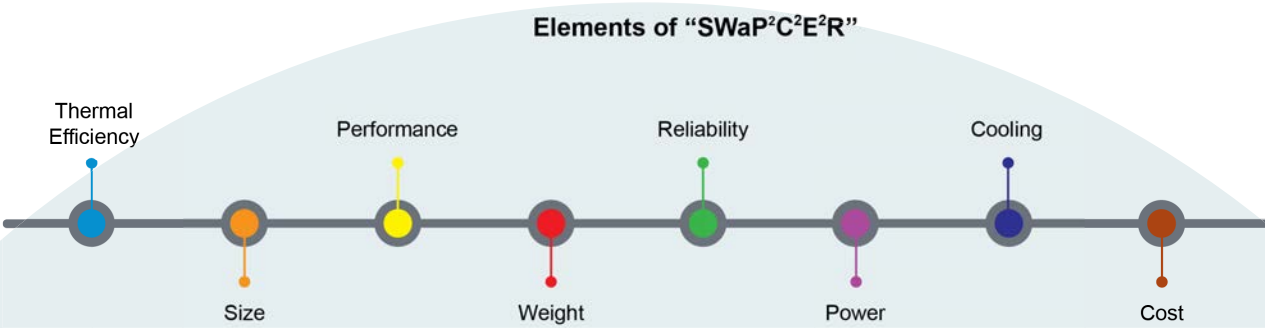 Elements of “SWaP²C²E²R”
Thermal
Efficiency
Performance
Reliability
Cooling
Size
Weight
Power
Cost